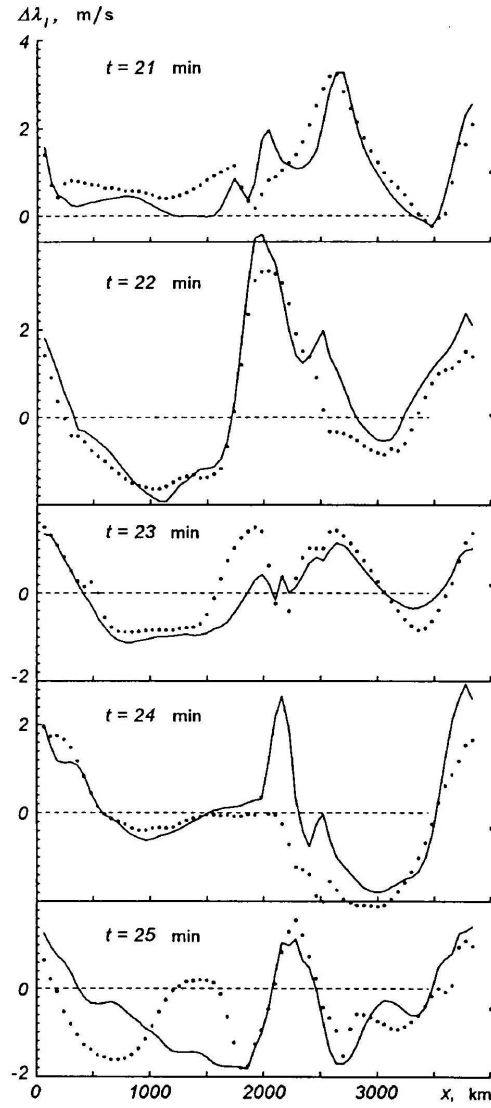 Δλᵢ, m/s
4
t = 21 min
2
0
t = 22 min
2
0
t = 23 min
0
-2
t = 24 min
2
0
t = 25 min
0
-2
0 1000 2000 3000 x, km